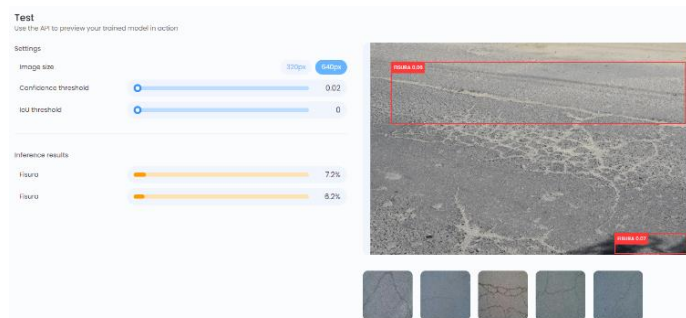 Test
Use the API to preview your trained model in action
Settings
Image size
320px
640px
Confidence threshold
0.02
IoU threshold
0
Inference results
Fisura
7.2%
Fisura
6.2%
FISURA 0.06
FISURA 0.07